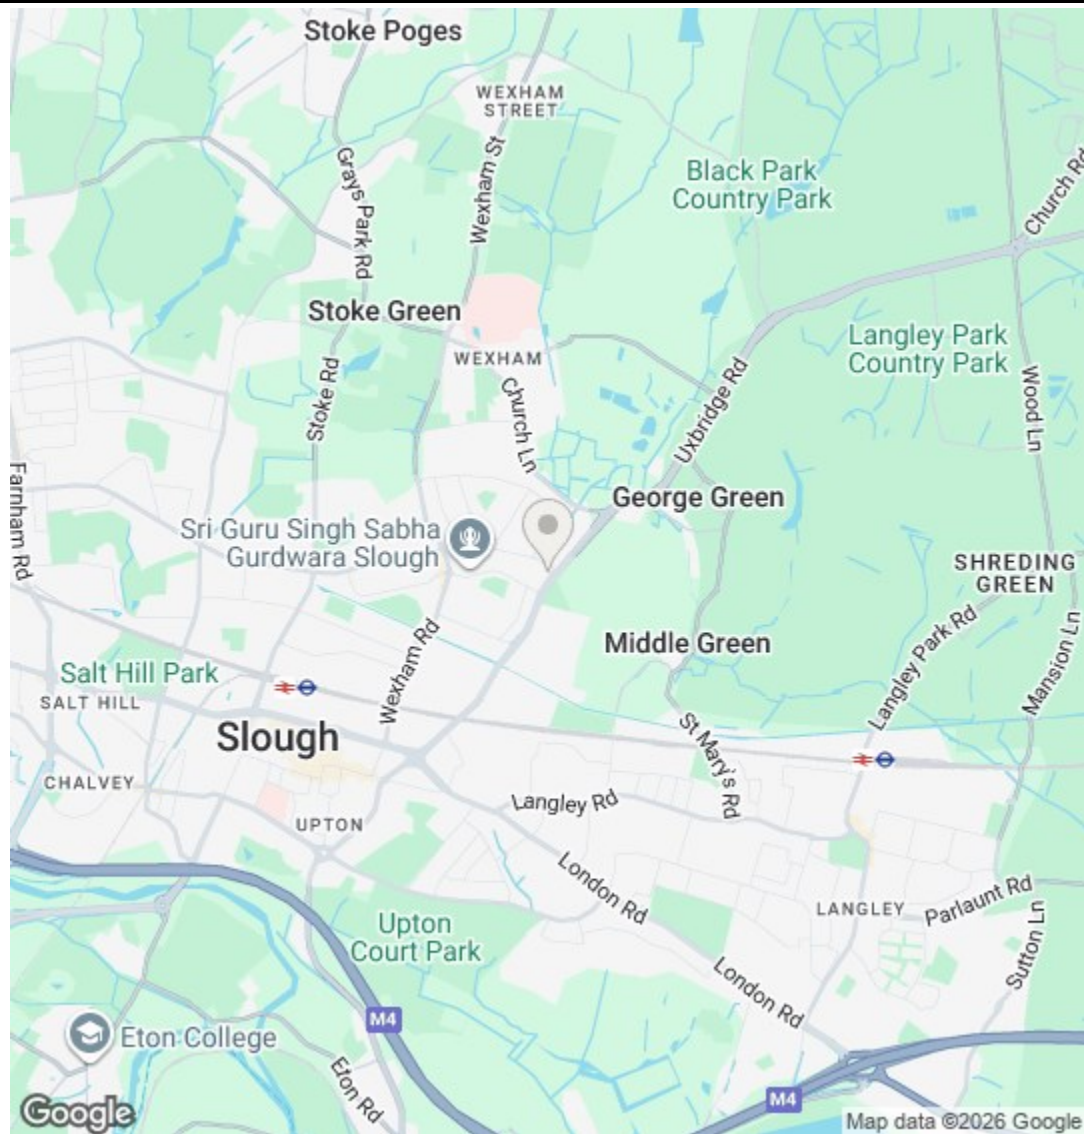 Stoke Poges
WEXHAM
STREET
Grays Park Rd
Wexham St
Black Park
Country Park
Church Rd
Stoke Green
WEXHAM
Langley Park
Country Park
Stoke Rd
Church Ln
Uxbridge Rd
Wood Ln
Farnham Rd
George Green
Sri Guru Singh Sabha
Gurdwara Slough
SHREDING
GREEN
Wexham Rd
Middle Green
Langley Park Rd
Mansion Ln
Salt Hill Park
SALT HILL
Slough
St Mary's Rd
CHALVEY
Langley Rd
UPTON
London Rd
LANGLEY
Parlaunt Rd
Upton
Court Park
Sutton Ln
London Rd
M4
Eton College
Eton Rd
M4
Google
Map data ©2026 Google